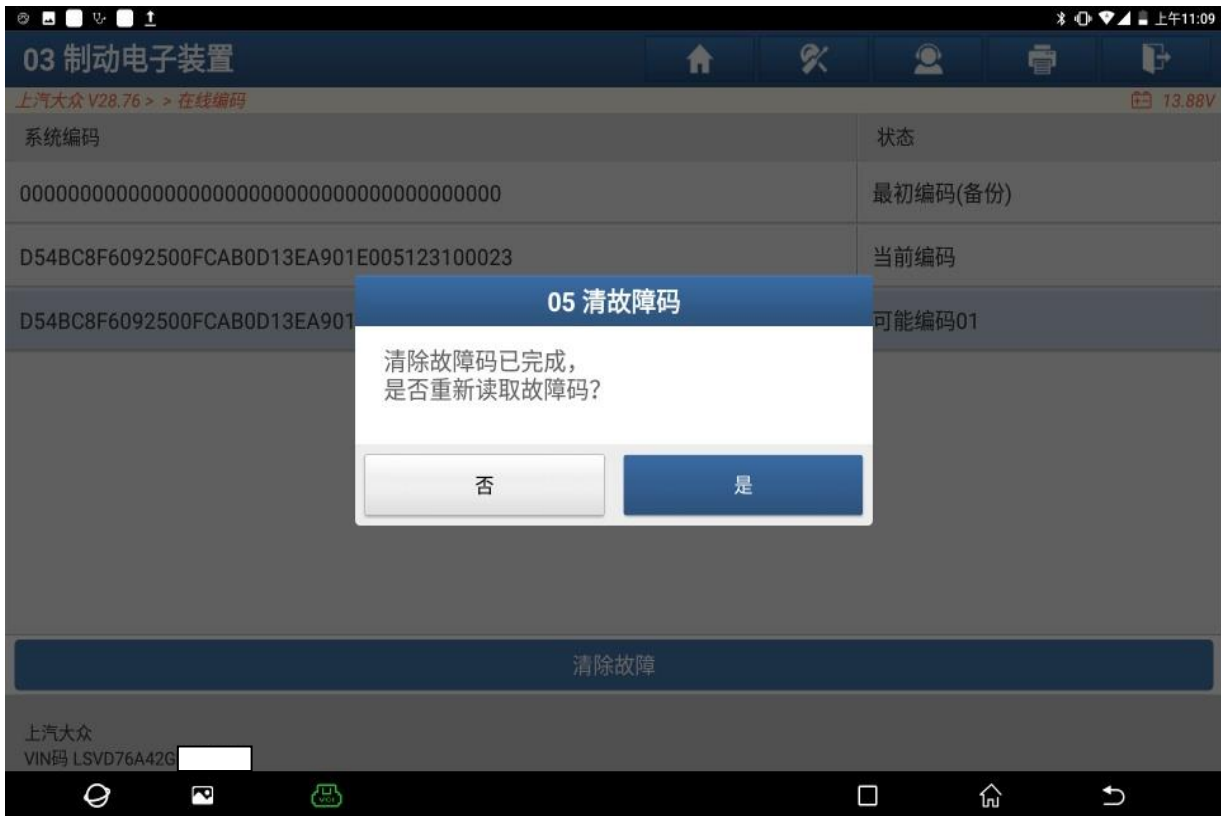 上午11:09
03 制动电子装置
上汽大众 V28.76 > > 在线编码
13.88V
系统编码
状态
0000000000000000000000000000000000000000
最初编码(备份)
D54BC8F6092500FCAB0D13EA901E005123100023
当前编码
D54BC8F6092500FCAB0D13EA901
可能编码01
05 清故障码
清除故障码已完成，
是否重新读取故障码？
否
是
清除故障
上汽大众
VIN码 LSVD76A42G
VCI